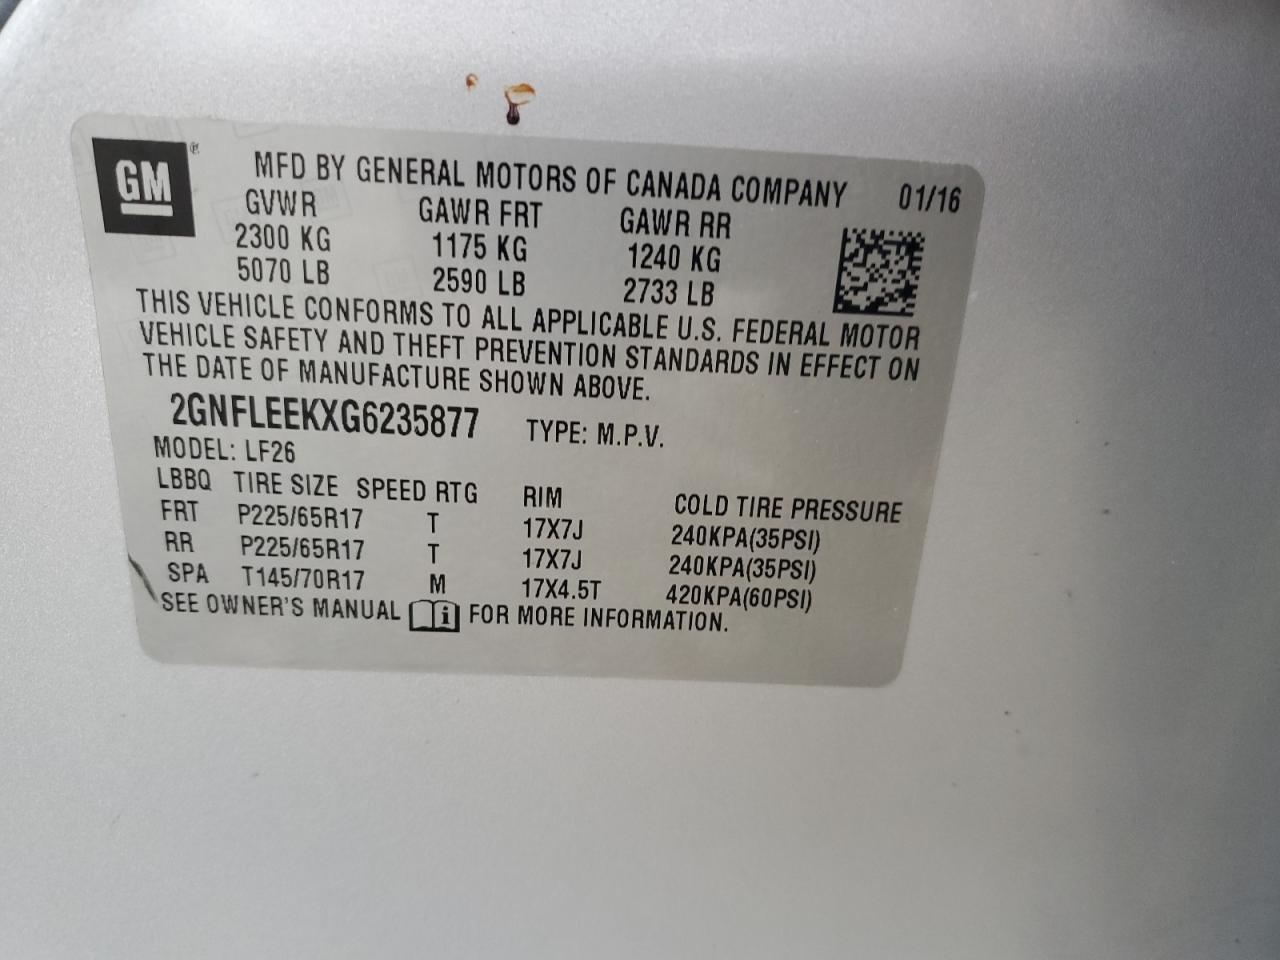 GM®
MFD BY GENERAL MOTORS OF CANADA COMPANY 01/16
GVWR GAWR FRT GAWR RR
2300 KG 1175 KG 1240 KG
5070 LB 2590 LB 2733 LB
THIS VEHICLE CONFORMS TO ALL APPLICABLE U.S. FEDERAL MOTOR
VEHICLE SAFETY AND THEFT PREVENTION STANDARDS IN EFFECT ON
THE DATE OF MANUFACTURE SHOWN ABOVE.
2GNFLEEKXG6235877 TYPE: M.P.V.
MODEL: LF26
LBBQ TIRE SIZE SPEED RTG RIM COLD TIRE PRESSURE
FRT P225/65R17 T 17X7J 240KPA(35PSI)
RR P225/65R17 T 17X7J 240KPA(35PSI)
SPA T145/70R17 M 17X4.5T 420KPA(60PSI)
SEE OWNER'S MANUAL i FOR MORE INFORMATION.